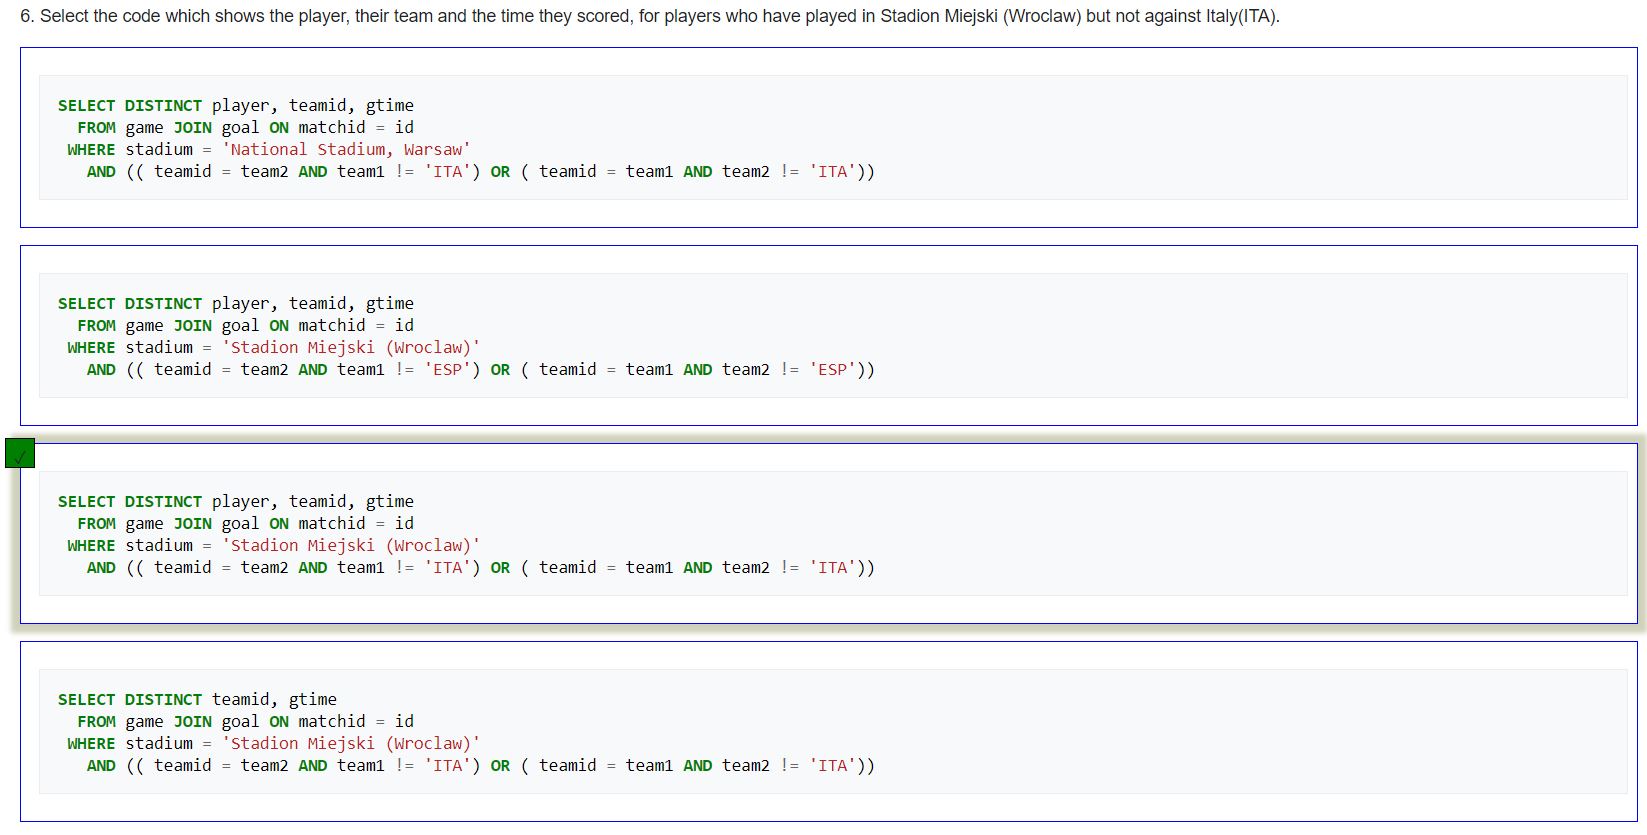 6. Select the code which shows the player, their team and the time they scored, for players who have played in Stadion Miejski (Wroclaw) but not against Italy(ITA).
SELECT DISTINCT player, teamid, gtime
FROM game JOIN goal ON matchid = id
WHERE stadium = 'National Stadium, Warsaw'
AND (( teamid = team2 AND team1 != 'ITA') OR ( teamid = team1 AND team2 != 'ITA'))
SELECT DISTINCT player, teamid, gtime
FROM game JOIN goal ON matchid = id
WHERE stadium = 'Stadion Miejski (Wroclaw)'
AND (( teamid = team2 AND team1 != 'ESP') OR ( teamid = team1 AND team2 != 'ESP'))
SELECT DISTINCT player, teamid, gtime
FROM game JOIN goal ON matchid = id
WHERE stadium = 'Stadion Miejski (Wroclaw)'
AND (( teamid = team2 AND team1 != 'ITA') OR ( teamid = team1 AND team2 != 'ITA'))
SELECT DISTINCT teamid, gtime
FROM game JOIN goal ON matchid = id
WHERE stadium = 'Stadion Miejski (Wroclaw)'
AND (( teamid = team2 AND team1 != 'ITA') OR ( teamid = team1 AND team2 != 'ITA'))